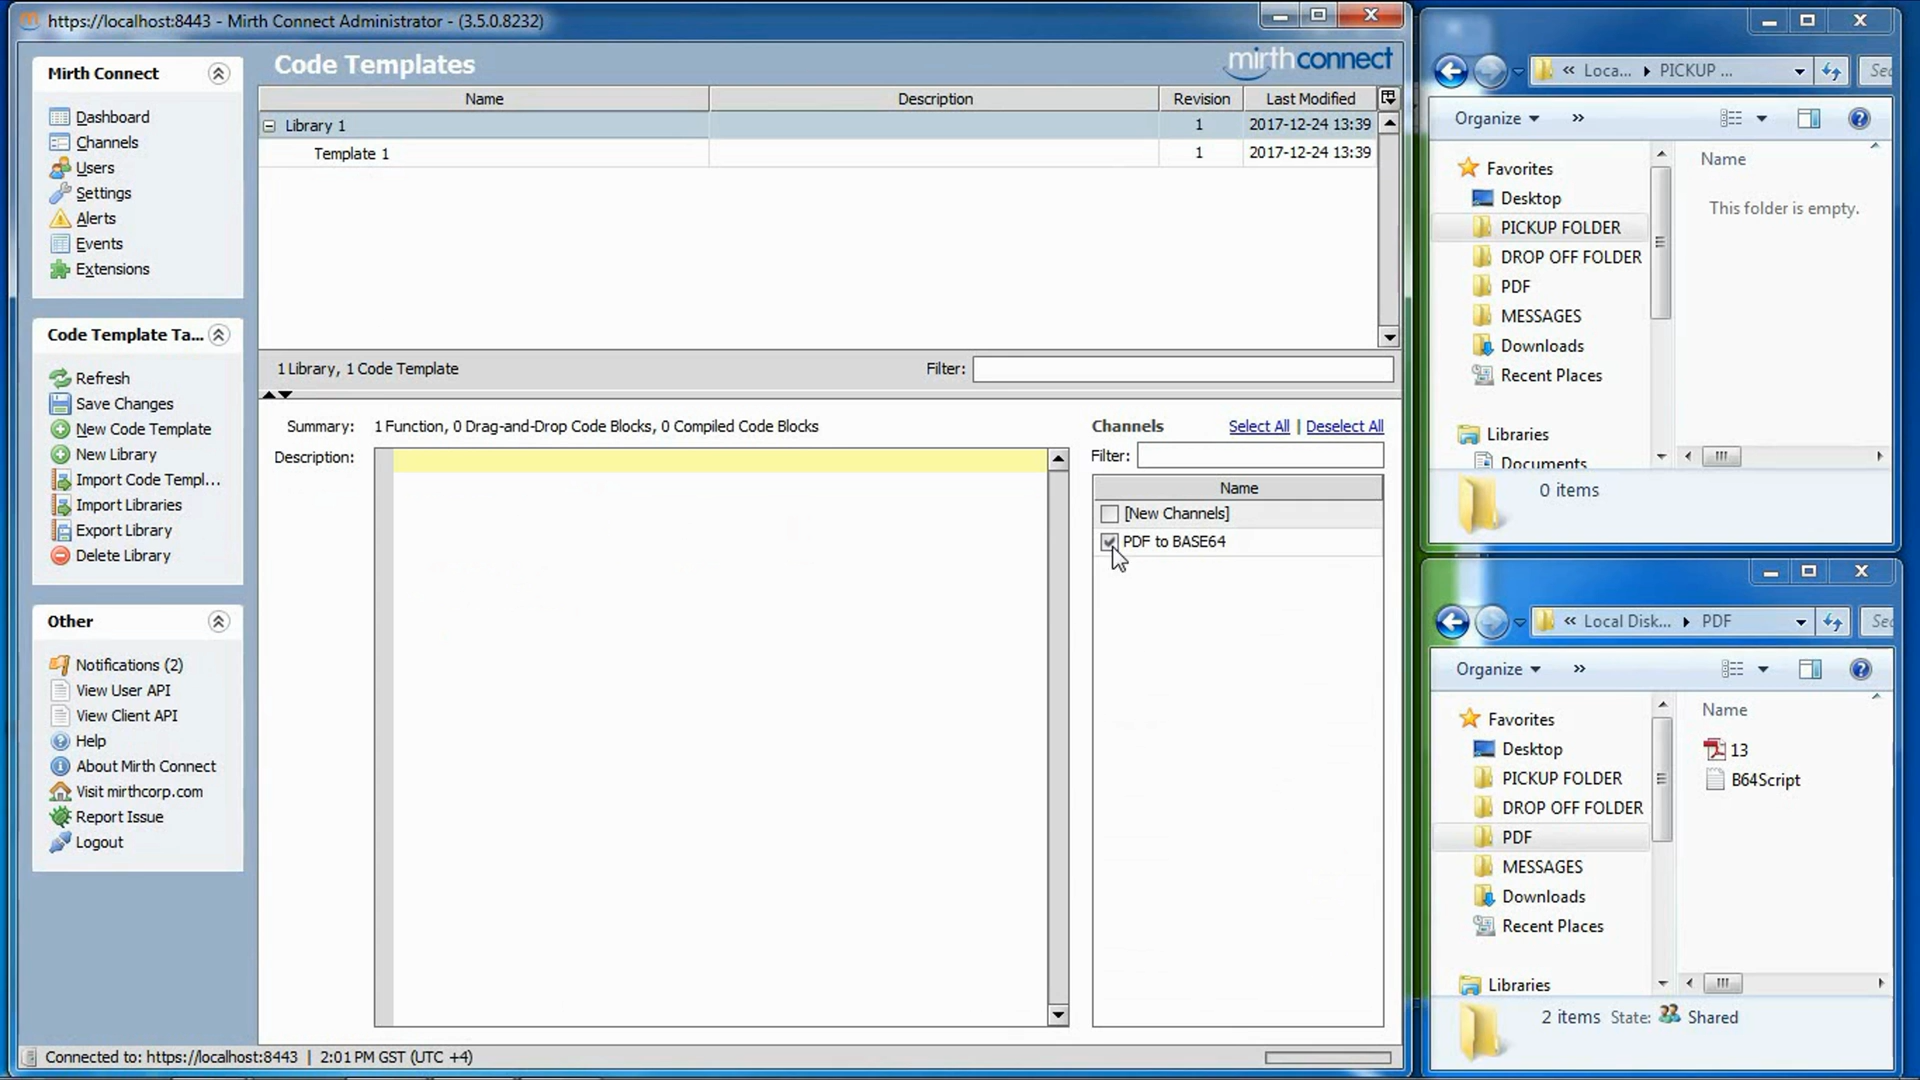 https://localhost:8443 - Mirth Connect Administrator - (3.5.0.8232)
Mirth Connect
Dashboard
Channels
Users
Settings
Alerts
Events
Extensions
Code Template Ta...
Refresh
Save Changes
New Code Template
New Library
Import Code Templ...
Import Libraries
Export Library
Delete Library
Other
Notifications (2)
View User API
View Client API
Help
About Mirth Connect
Visit mirthcorp.com
Report Issue
Logout
Code Templates
mirthconnect
Name Description Revision Last Modified
Library 1 1 2017-12-24 13:39
Template 1 1 2017-12-24 13:39
1 Library, 1 Code Template Filter:
Summary: 1 Function, 0 Drag-and-Drop Code Blocks, 0 Compiled Code Blocks
Description:
Channels Select All | Deselect All
Filter:
Name
[New Channels]
PDF to BASE64
Connected to: https://localhost:8443 | 2:01 PM GST (UTC +4)
« Loca... PICKUP ... Sec
Organize »
Favorites
Desktop
PICKUP FOLDER
DROP OFF FOLDER
PDF
MESSAGES
Downloads
Recent Places
Libraries
Documents
Name
This folder is empty.
0 items
« Local Disk... PDF Sec
Organize »
Favorites
Desktop
PICKUP FOLDER
DROP OFF FOLDER
PDF
MESSAGES
Downloads
Recent Places
Libraries
Name
13
B64Script
2 items State: Shared